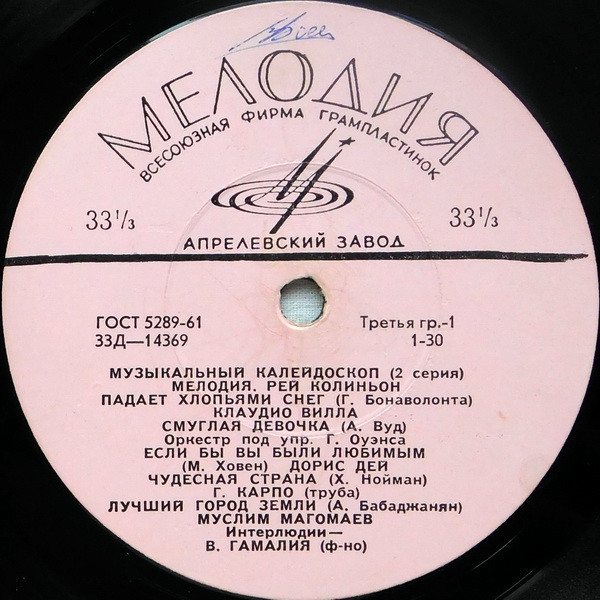 МЕЛОДИЯ
ВСЕСОЮЗНАЯ ФИРМА ГРАМПЛАСТИНОК
33⅓ 33⅓
АПРЕЛЕВСКИЙ ЗАВОД
ГОСТ 5289-61 Третья гр.-1
33Д—14369 1-30
МУЗЫКАЛЬНЫЙ КАЛЕЙДОСКОП (2 серия)
МЕЛОДИЯ. РЕЙ КОЛИНЬОН
ПАДАЕТ ХЛОПЬЯМИ СНЕГ (Г. Бонаволонта)
КЛАУДИО ВИЛЛА
СМУГЛАЯ ДЕВОЧКА (А. Вуд)
Оркестр под упр. Г. Оуэнса
ЕСЛИ БЫ ВЫ БЫЛИ ЛЮБИМЫМ
(М. Ховен) ДОРИС ДЕЙ
ЧУДЕСНАЯ СТРАНА (Х. Нойман)
Г. КАРПО (труба)
ЛУЧШИЙ ГОРОД ЗЕМЛИ (А. Бабаджанян)
МУСЛИМ МАГОМАЕВ
Интерлюдии—
В. ГАМАЛИЯ (ф-но)